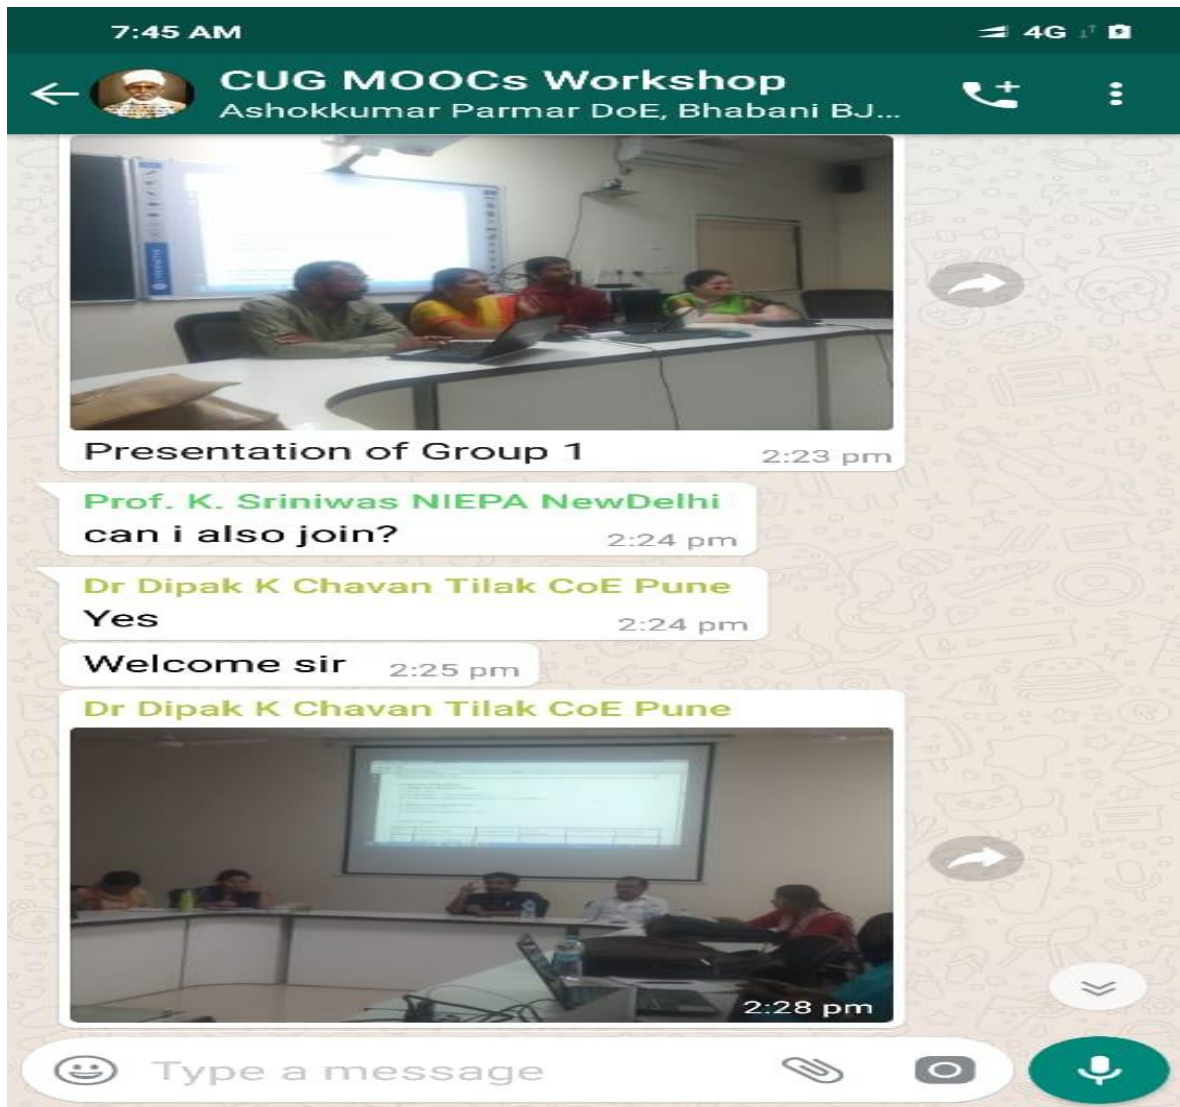 7:45 AM
4G
CUG MOOCs Workshop
Ashokkumar Parmar DoE, Bhabani BJ...
Presentation of Group 1
2:23 pm
Prof. K. Sriniwas NIEPA NewDelhi
can i also join?
2:24 pm
Dr Dipak K Chavan Tilak CoE Pune
Yes
2:24 pm
Welcome sir
2:25 pm
Dr Dipak K Chavan Tilak CoE Pune
2:28 pm
Type a message